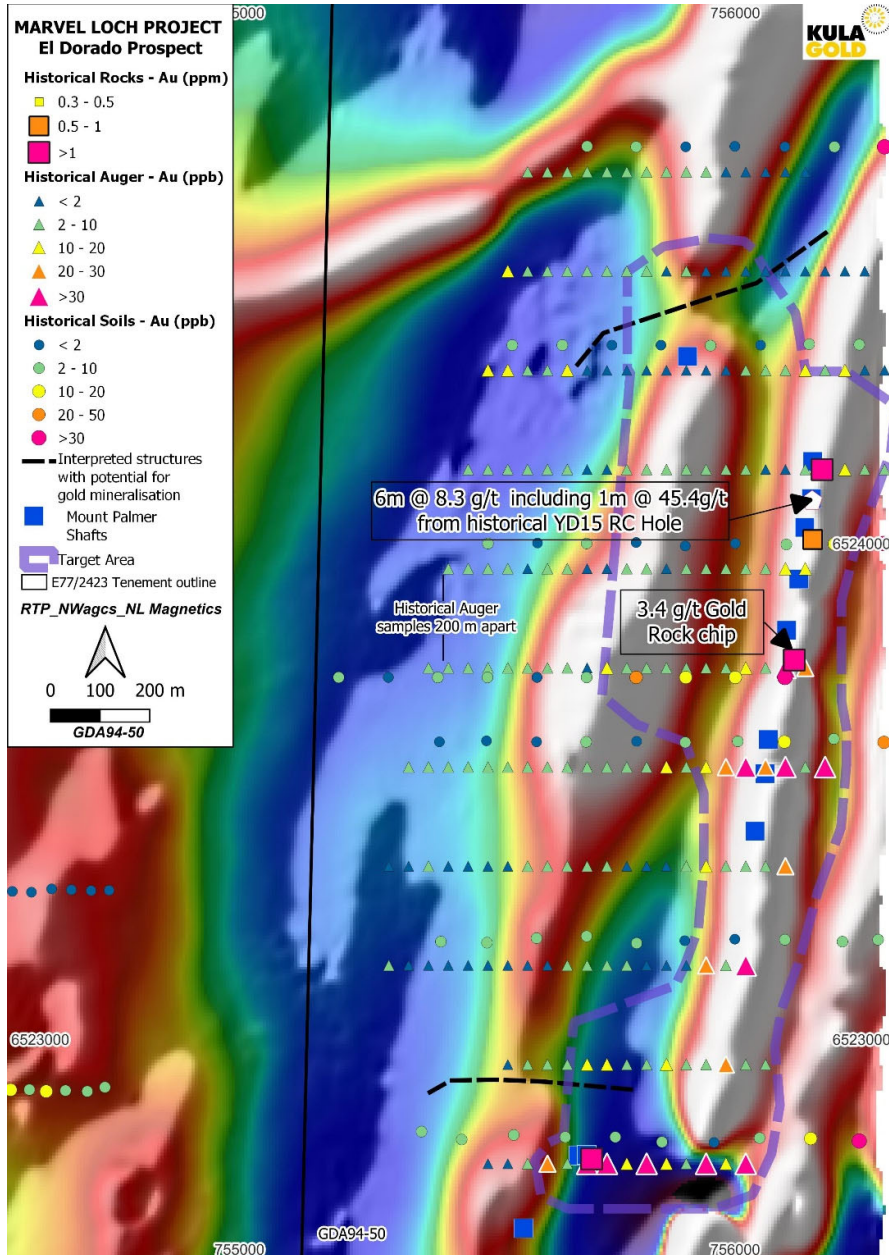 MARVEL LOCH PROJECT
El Dorado Prospect
Historical Rocks - Au (ppm)
0.3 - 0.5
0.5 - 1
>1
Historical Auger - Au (ppb)
< 2
2 - 10
10 - 20
20 - 30
>30
Historical Soils - Au (ppb)
< 2
2 - 10
10 - 20
20 - 50
>30
Interpreted structures
with potential for
gold mineralisation
Mount Palmer
Shafts
Target Area
E77/2423 Tenement outline
RTP_NWagcs_NL Magnetics
0 100 200 m
GDA94-50
5000
756000
KULA
GOLD
6m @ 8.3 g/t including 1m @ 45.4g/t
from historical YD15 RC Hole
6524000
Historical Auger
samples 200 m apart
3.4 g/t Gold
Rock chip
6523000
6523000
755000
GDA94-50
756000